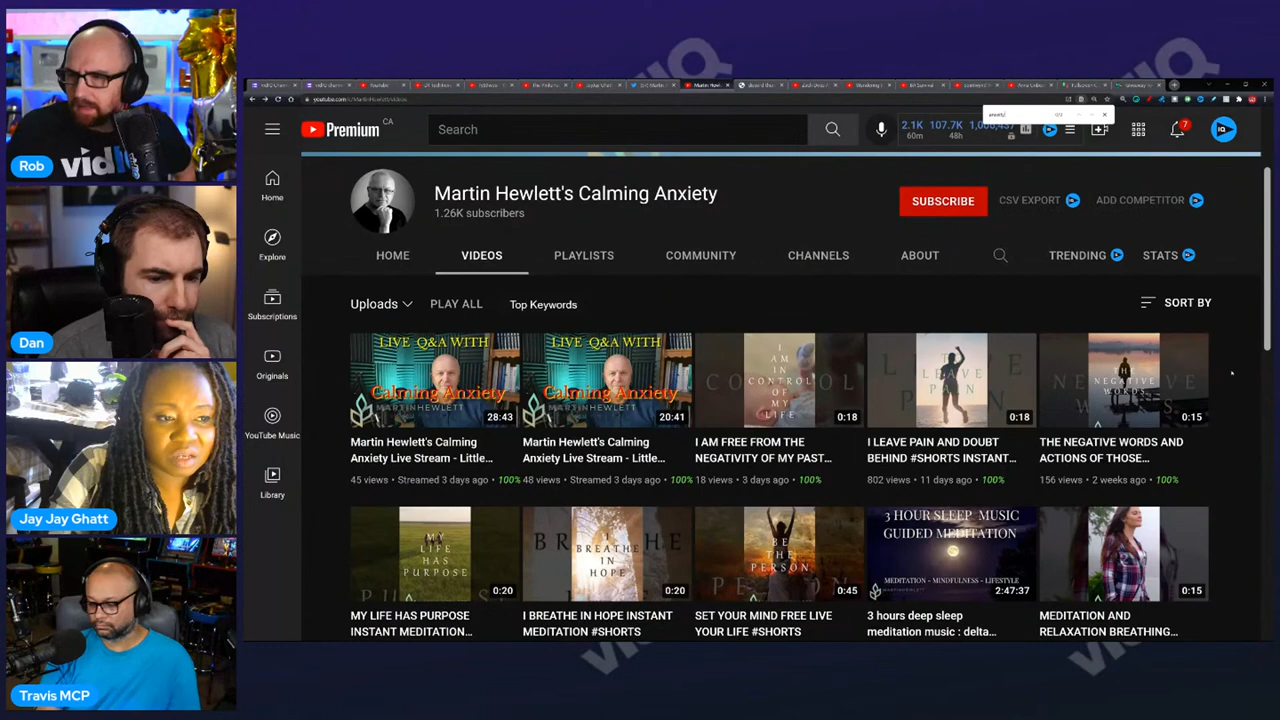 Rob
vidIQ
Dan
Jay Jay Ghatt
Travis MCP
youtube.com
Premium CA
Search
2.1K 107.7K
60m 48h
7
Home
Explore
Subscriptions
Originals
YouTube Music
Library
Martin Hewlett's Calming Anxiety
1.26K subscribers
SUBSCRIBE
CSV EXPORT
ADD COMPETITOR
HOME
VIDEOS
PLAYLISTS
COMMUNITY
CHANNELS
ABOUT
TRENDING
STATS
Uploads
PLAY ALL
Top Keywords
SORT BY
LIVE Q&A WITH
Calming Anxiety
MARTINHEWLETT
28:43
LIVE Q&A WITH
Calming Anxiety
MARTINHEWLETT
20:41
I
AM
IN
CONTROL
OF
MY
LIFE
0:18
I
LEAVE
PAIN
0:18
THE
NEGATIVE
WORDS
0:15
Martin Hewlett's Calming
Anxiety Live Stream - Little...
45 views • Streamed 3 days ago • 100%
Martin Hewlett's Calming
Anxiety Live Stream - Little...
48 views • Streamed 3 days ago • 100%
I AM FREE FROM THE
NEGATIVITY OF MY PAST...
18 views • 3 days ago • 100%
I LEAVE PAIN AND DOUBT
BEHIND #SHORTS INSTANT...
802 views • 11 days ago • 100%
THE NEGATIVE WORDS AND
ACTIONS OF THOSE...
156 views • 2 weeks ago • 100%
MY
LIFE
HAS
PURPOSE
0:20
I
BREATHE
IN
HOPE
0:20
BE
THE
PERSON
0:45
3 HOUR SLEEP MUSIC
GUIDED MEDITATION
MEDITATION - MINDFULNESS - LIFESTYLE
MARTINHEWLETT
2:47:37
0:15
MY LIFE HAS PURPOSE
INSTANT MEDITATION...
I BREATHE IN HOPE INSTANT
MEDITATION #SHORTS
SET YOUR MIND FREE LIVE
YOUR LIFE #SHORTS
3 hours deep sleep
meditation music : delta...
MEDITATION AND
RELAXATION BREATHING...